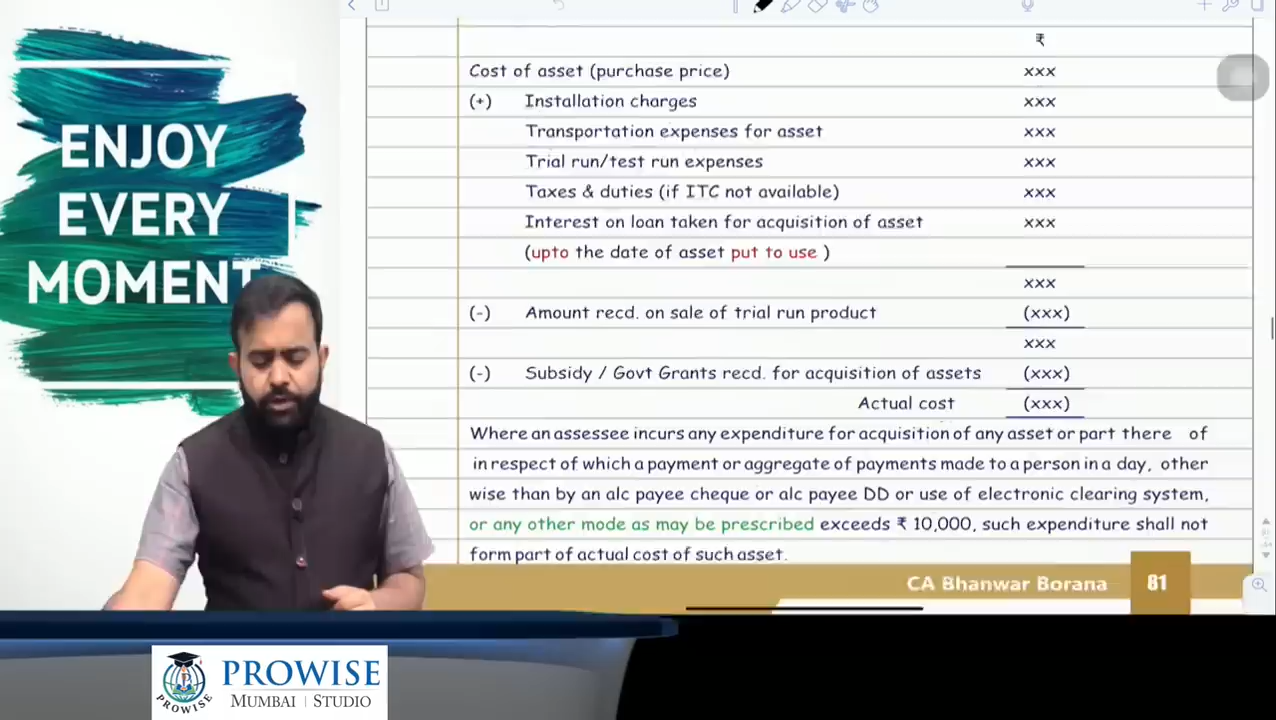 ENJOY
EVERY
MOMENT
₹
Cost of asset (purchase price) xxx
(+) Installation charges xxx
Transportation expenses for asset xxx
Trial run/test run expenses xxx
Taxes & duties (if ITC not available) xxx
Interest on loan taken for acquisition of asset xxx
(upto the date of asset put to use )
xxx
(-) Amount recd. on sale of trial run product (xxx)
xxx
(-) Subsidy / Govt Grants recd. for acquisition of assets (xxx)
Actual cost (xxx)
Where an assessee incurs any expenditure for acquisition of any asset or part there of
in respect of which a payment or aggregate of payments made to a person in a day, other
wise than by an alc payee cheque or alc payee DD or use of electronic clearing system,
or any other mode as may be prescribed exceeds ₹ 10,000, such expenditure shall not
form part of actual cost of such asset.
CA Bhanwar Borana 81
PROWISE
PROWISE
MUMBAI | STUDIO